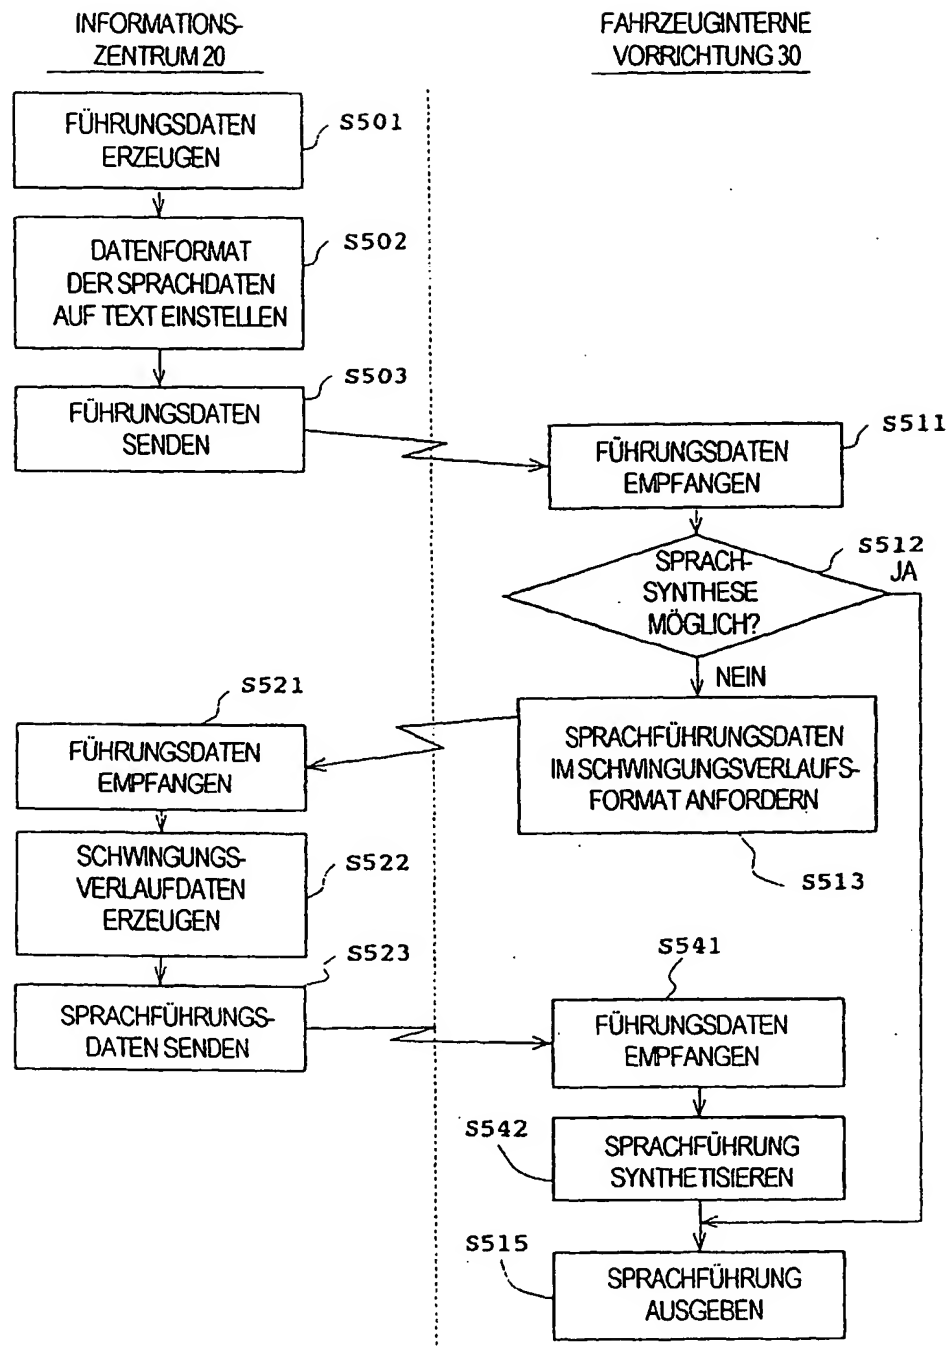 INFORMATIONS-
ZENTRUM 20
FAHRZEUGINTERNE
VORRICHTUNG 30
FÜHRUNGSDATEN
ERZEUGEN
S501
DATENFORMAT
DER SPRACHDATEN
AUF TEXT EINSTELLEN
S502
FÜHRUNGSDATEN
SENDEN
S503
FÜHRUNGSDATEN
EMPFANGEN
S511
SPRACH-
SYNTHESE
MÖGLICH?
S512
JA
NEIN
SPRACHFÜHRUNGSDATEN
IM SCHWINGUNGSVERLAUFS-
FORMAT ANFORDERN
S513
S521
FÜHRUNGSDATEN
EMPFANGEN
SCHWINGUNGS-
VERLAUFDATEN
ERZEUGEN
S522
S523
SPRACHFÜHRUNGS-
DATEN SENDEN
S541
FÜHRUNGSDATEN
EMPFANGEN
S542
SPRACHFÜHRUNG
SYNTHETISIEREN
S515
SPRACHFÜHRUNG
AUSGEBEN